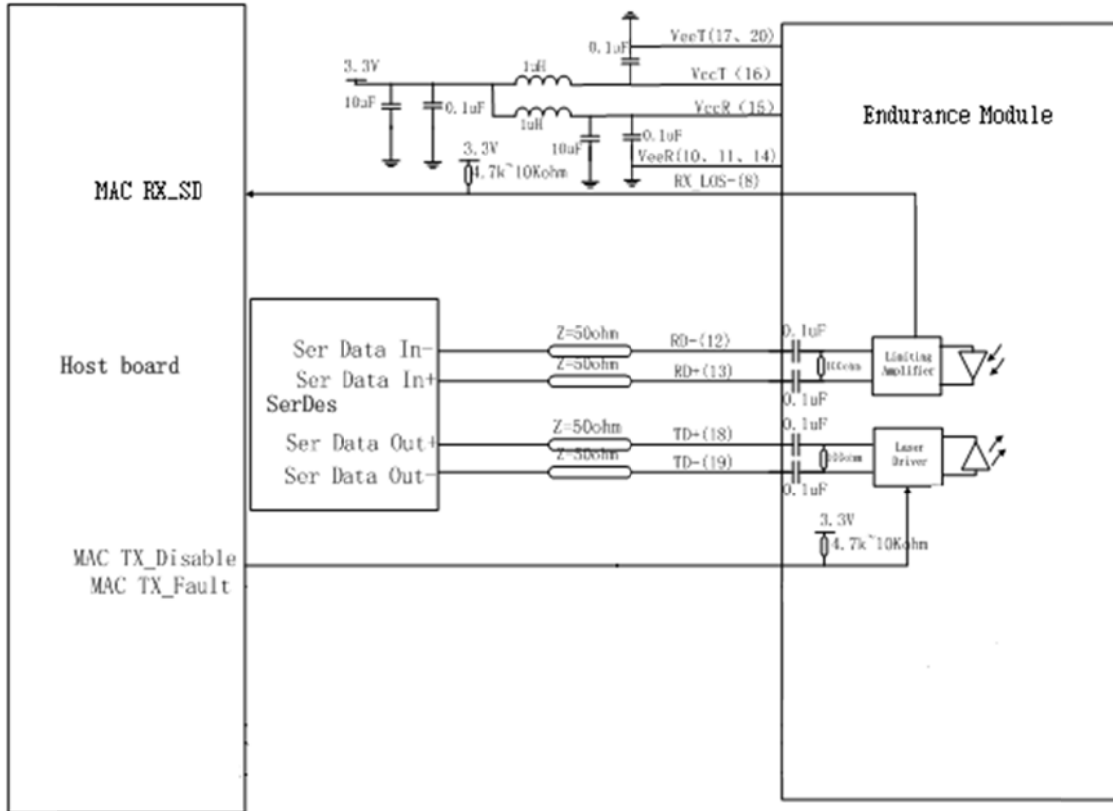 VeeT(17、20)
0.1uF
3.3V
1uH
VccT (16)
10uF
0.1uF
VccR (15)
1uH
10uF
0.1uF
Endurance Module
3.3V
VeeR(10、11、14)
4.7k~10Kohm
RX_LOS-(8)
MAC RX_SD
Z=50ohm
0.1uF
Ser Data In-
RD-(12)
Limiting
Amplifier
Host board
Z=50ohm
100ohm
Ser Data In+
RD+(13)
SerDes
0.1uF
Z=50ohm
0.1uF
Ser Data Out+
TD+(18)
Laser
Driver
Z=50ohm
100ohm
Ser Data Out-
TD-(19)
0.1uF
3.3V
4.7k~10Kohm
MAC TX_Disable
MAC TX_Fault